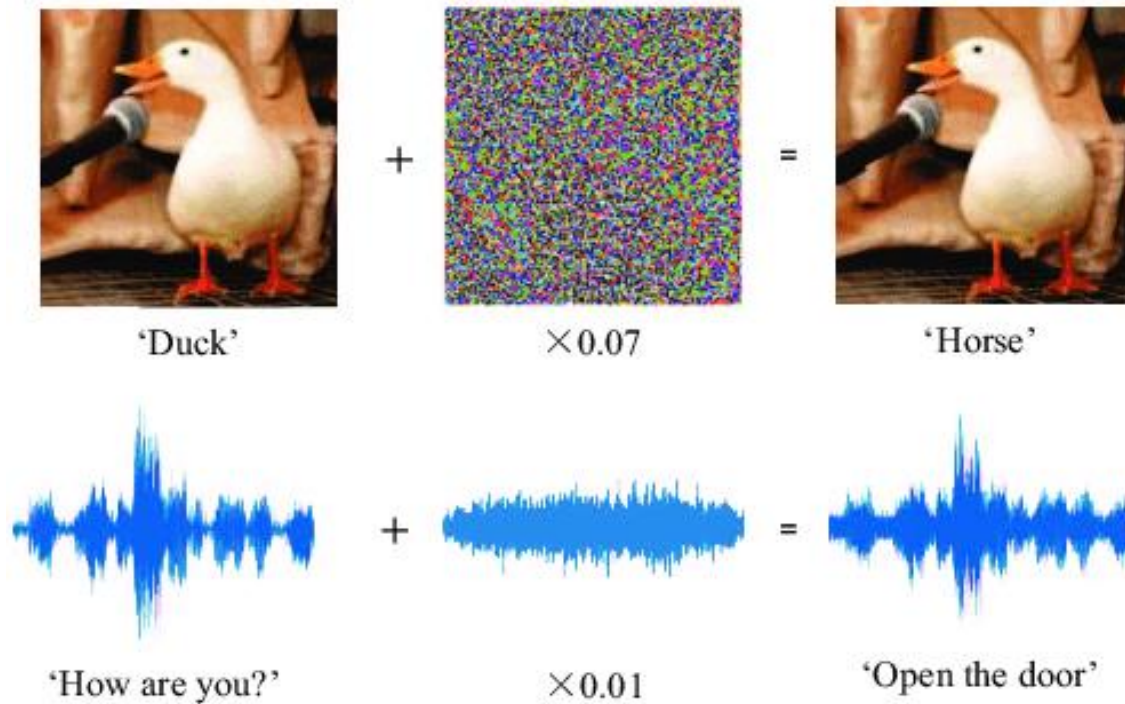 +
=
‘Duck’
×0.07
‘Horse’
+
=
‘How are you?’
×0.01
‘Open the door’